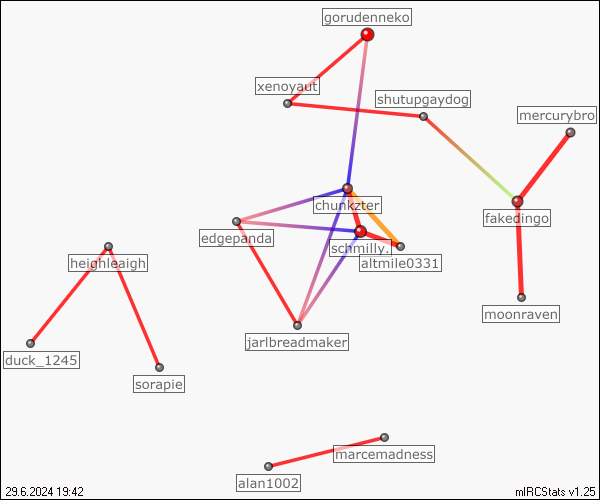 gorudenneko
xenoyaut
shutupgaydog
mercurybro
chunkzter
fakedingo
edgepanda
schmilly.
altmile0331
heighleaigh
moonraven
jarlbreadmaker
duck_1245
sorapie
marcemadness
alan1002
29.6.2024 19:42
mIRCStats v1.25